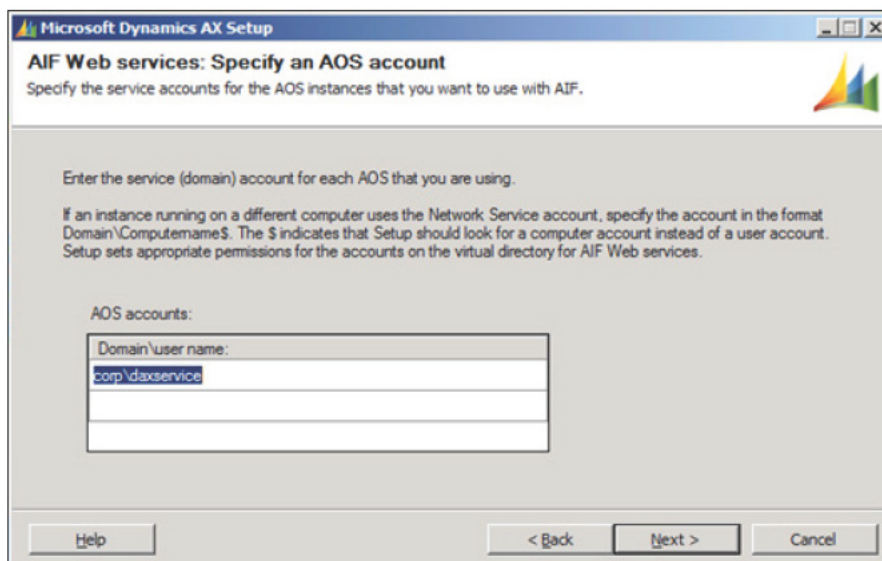 Microsoft Dynamics AX Setup
AIF Web services: Specify an AOS account
Specify the service accounts for the AOS instances that you want to use with AIF.
Enter the service (domain) account for each AOS that you are using.
If an instance running on a different computer uses the Network Service account, specify the account in the format
Domain\Computername$. The $ indicates that Setup should look for a computer account instead of a user account.
Setup sets appropriate permissions for the accounts on the virtual directory for AIF Web services.
AOS accounts:
Domain\user name:
corp\daxservice
Help
< Back
Next >
Cancel